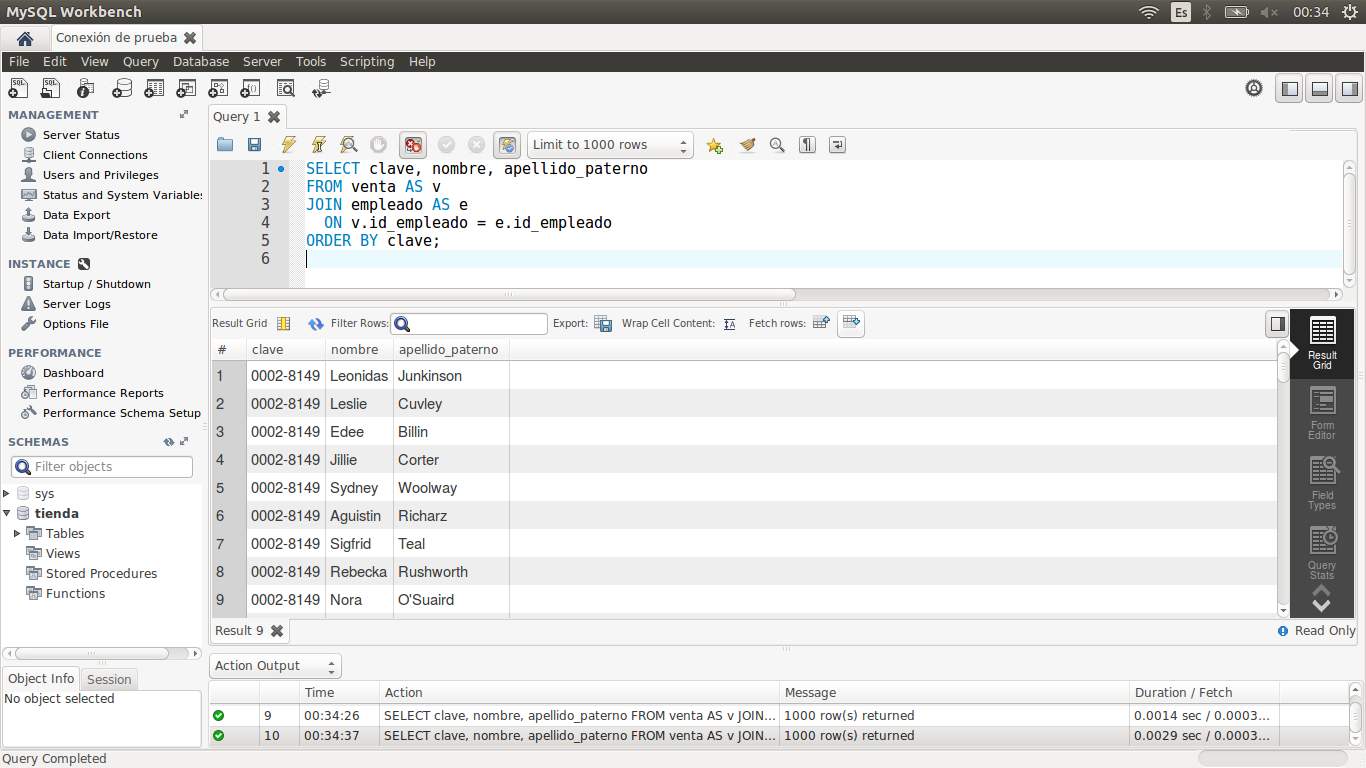 MySQL Workbench
Es
00:34
Conexión de prueba
File Edit View Query Database Server Tools Scripting Help
MANAGEMENT
Server Status
Client Connections
Users and Privileges
Status and System Variable
Data Export
Data Import/Restore
INSTANCE
Startup / Shutdown
Server Logs
Options File
PERFORMANCE
Dashboard
Performance Reports
Performance Schema Setup
SCHEMAS
Filter objects
sys
tienda
Tables
Views
Stored Procedures
Functions
Object Info Session
No object selected
Query 1
Limit to 1000 rows
1 SELECT clave, nombre, apellido_paterno
2 FROM venta AS v
3 JOIN empleado AS e
4 ON v.id_empleado = e.id_empleado
5 ORDER BY clave;
6
Result Grid Filter Rows: Export: Wrap Cell Content: Fetch rows:
# clave nombre apellido_paterno
1 0002-8149 Leonidas Junkinson
2 0002-8149 Leslie Cuvley
3 0002-8149 Edee Billin
4 0002-8149 Jillie Corter
5 0002-8149 Sydney Woolway
6 0002-8149 Aguistin Richarz
7 0002-8149 Sigfrid Teal
8 0002-8149 Rebecka Rushworth
9 0002-8149 Nora O'Suaird
Result
Grid
Form
Editor
Field
Types
Query
Stats
Result 9
Read Only
Action Output
Time Action Message Duration / Fetch
9 00:34:26 SELECT clave, nombre, apellido_paterno FROM venta AS v JOIN... 1000 row(s) returned 0.0014 sec / 0.0003...
10 00:34:37 SELECT clave, nombre, apellido_paterno FROM venta AS v JOIN... 1000 row(s) returned 0.0029 sec / 0.0003...
Query Completed